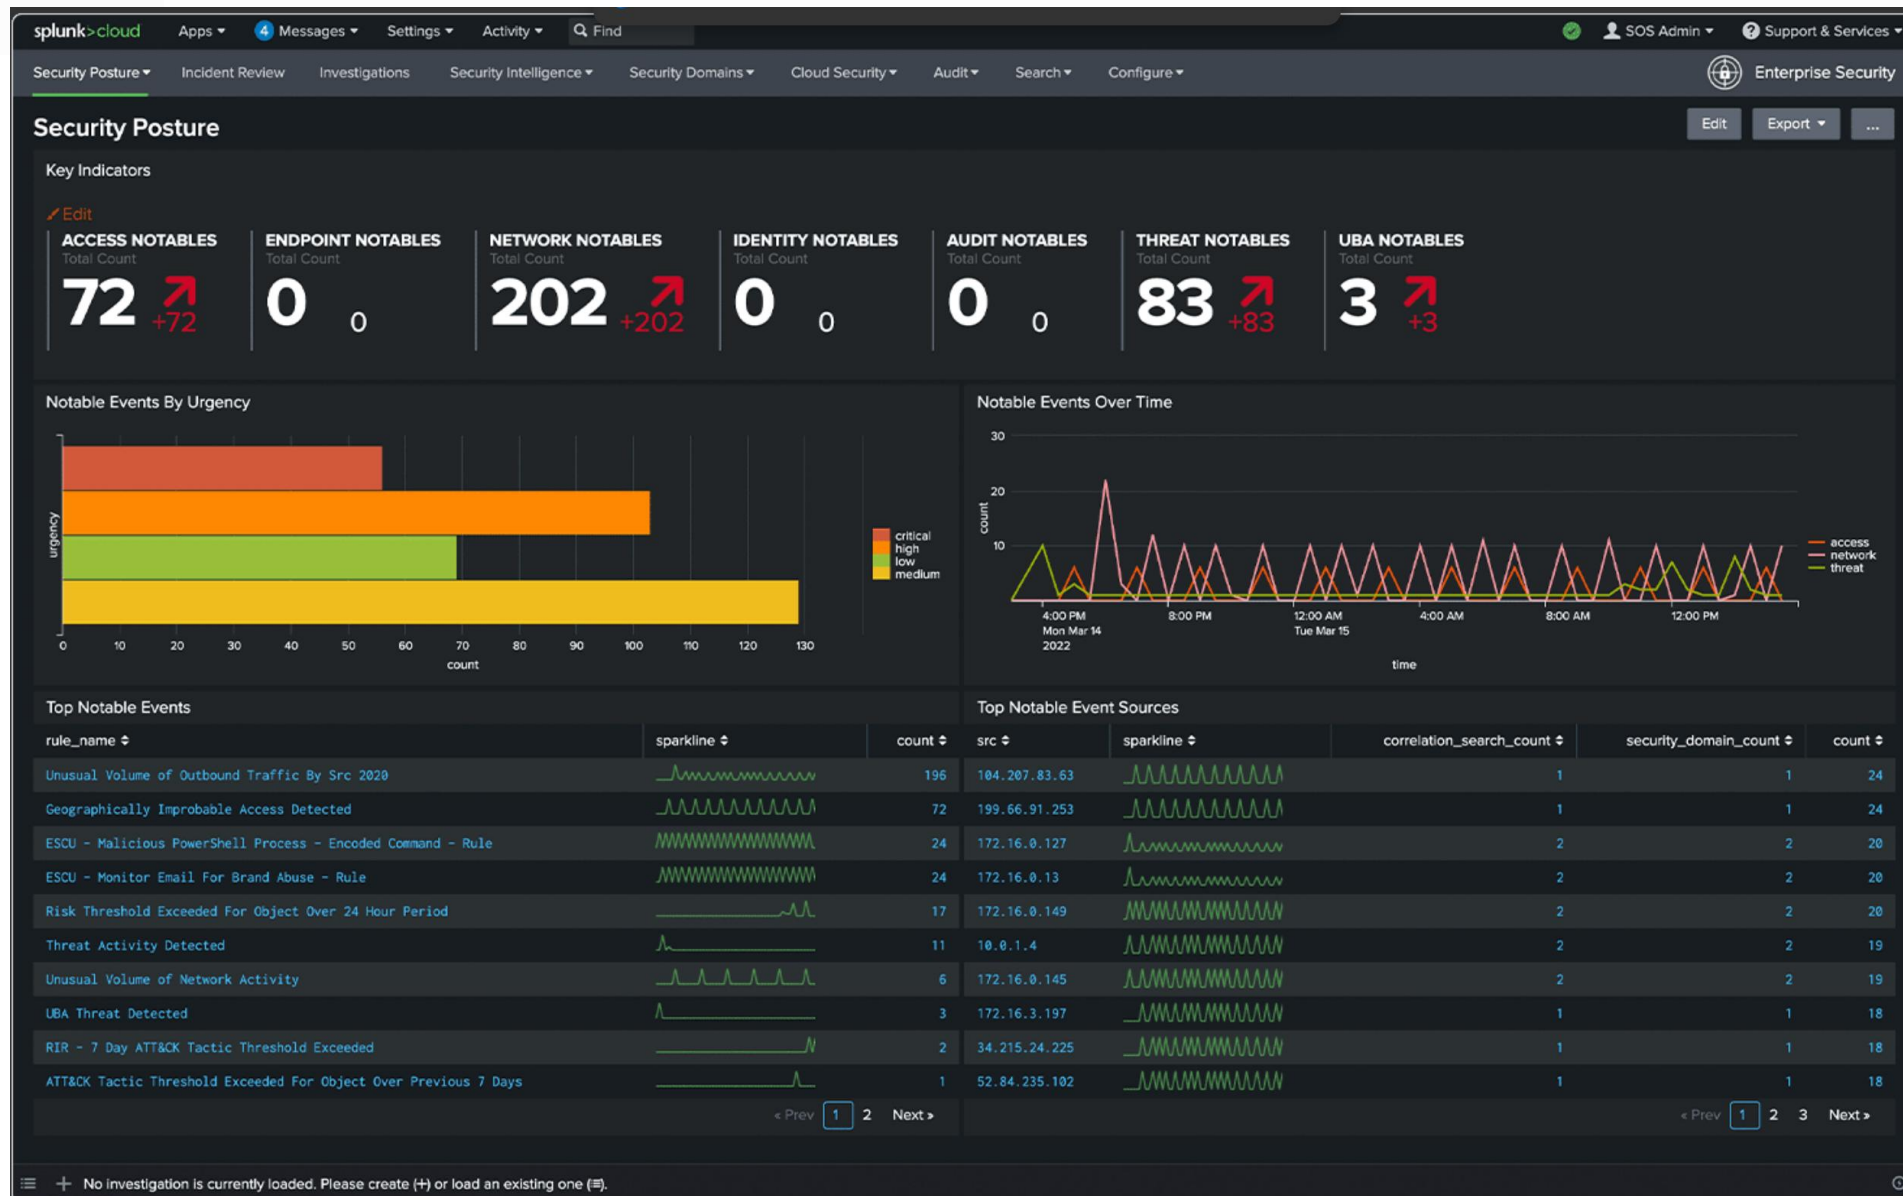 splunk>cloud Apps 4 Messages Settings Activity Find SOS Admin ? Support & Services
Security Posture Incident Review Investigations Security Intelligence Security Domains Cloud Security Audit Search Configure Enterprise Security
Security Posture Edit Export ...
Key Indicators
Edit
ACCESS NOTABLES ENDPOINT NOTABLES NETWORK NOTABLES IDENTITY NOTABLES AUDIT NOTABLES THREAT NOTABLES UBA NOTABLES
Total Count Total Count Total Count Total Count Total Count Total Count Total Count
72 +72 0 0 202 +202 0 0 0 0 83 +83 3 +3
Notable Events By Urgency
urgency
critical
high
low
medium
0 10 20 30 40 50 60 70 80 90 100 110 120 130
count
Notable Events Over Time
30
20
10
count
access
network
threat
4:00 PM 8:00 PM 12:00 AM 4:00 AM 8:00 AM 12:00 PM
Mon Mar 14 Tue Mar 15
2022
time
Top Notable Events
rule_name sparkline count
Unusual Volume of Outbound Traffic By Src 2020 196
Geographically Improbable Access Detected 72
ESCU - Malicious PowerShell Process - Encoded Command - Rule 24
ESCU - Monitor Email For Brand Abuse - Rule 24
Risk Threshold Exceeded For Object Over 24 Hour Period 17
Threat Activity Detected 11
Unusual Volume of Network Activity 6
UBA Threat Detected 3
RIR - 7 Day ATT&CK Tactic Threshold Exceeded 2
ATT&CK Tactic Threshold Exceeded For Object Over Previous 7 Days 1
« Prev 1 2 Next »
Top Notable Event Sources
src sparkline correlation_search_count security_domain_count count
104.207.83.63 1 1 24
199.66.91.253 1 1 24
172.16.0.127 2 2 20
172.16.0.13 2 2 20
172.16.0.149 2 2 20
10.0.1.4 2 2 19
172.16.0.145 2 2 19
172.16.3.197 1 1 18
34.215.24.225 1 1 18
52.84.235.102 1 1 18
« Prev 1 2 3 Next »
No investigation is currently loaded. Please create (+) or load an existing one (≡).